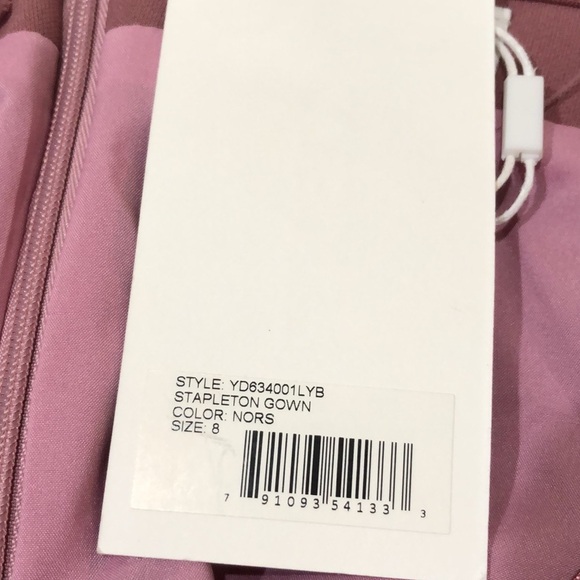 STYLE: YD634001LYB
STAPLETON GOWN
COLOR: NORS
SIZE: 8
7 91093 54133 3